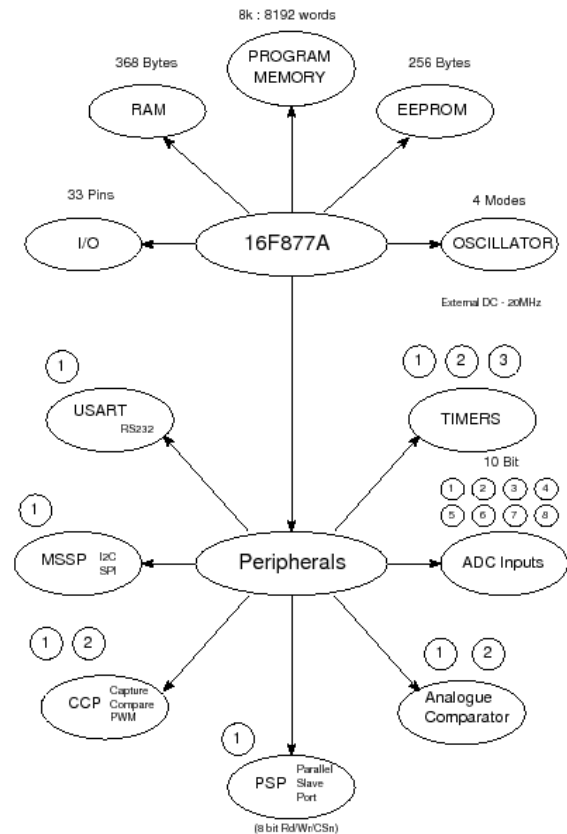 8k : 8192 words
PROGRAM
MEMORY
368 Bytes
RAM
256 Bytes
EEPROM
33 Pins
I/O
16F877A
4 Modes
OSCILLATOR
External DC - 20MHz
1
USART
RS232
1 2 3
TIMERS
10 Bit
1 2 3 4
5 6 7 8
ADC Inputs
1
MSSP
I2C
SPI
Peripherals
1 2
CCP
Capture
Compare
PWM
1 2
Analogue
Comparator
1
PSP
Parallel
Slave
Port
(8 bit Rd/Wr/CSn)